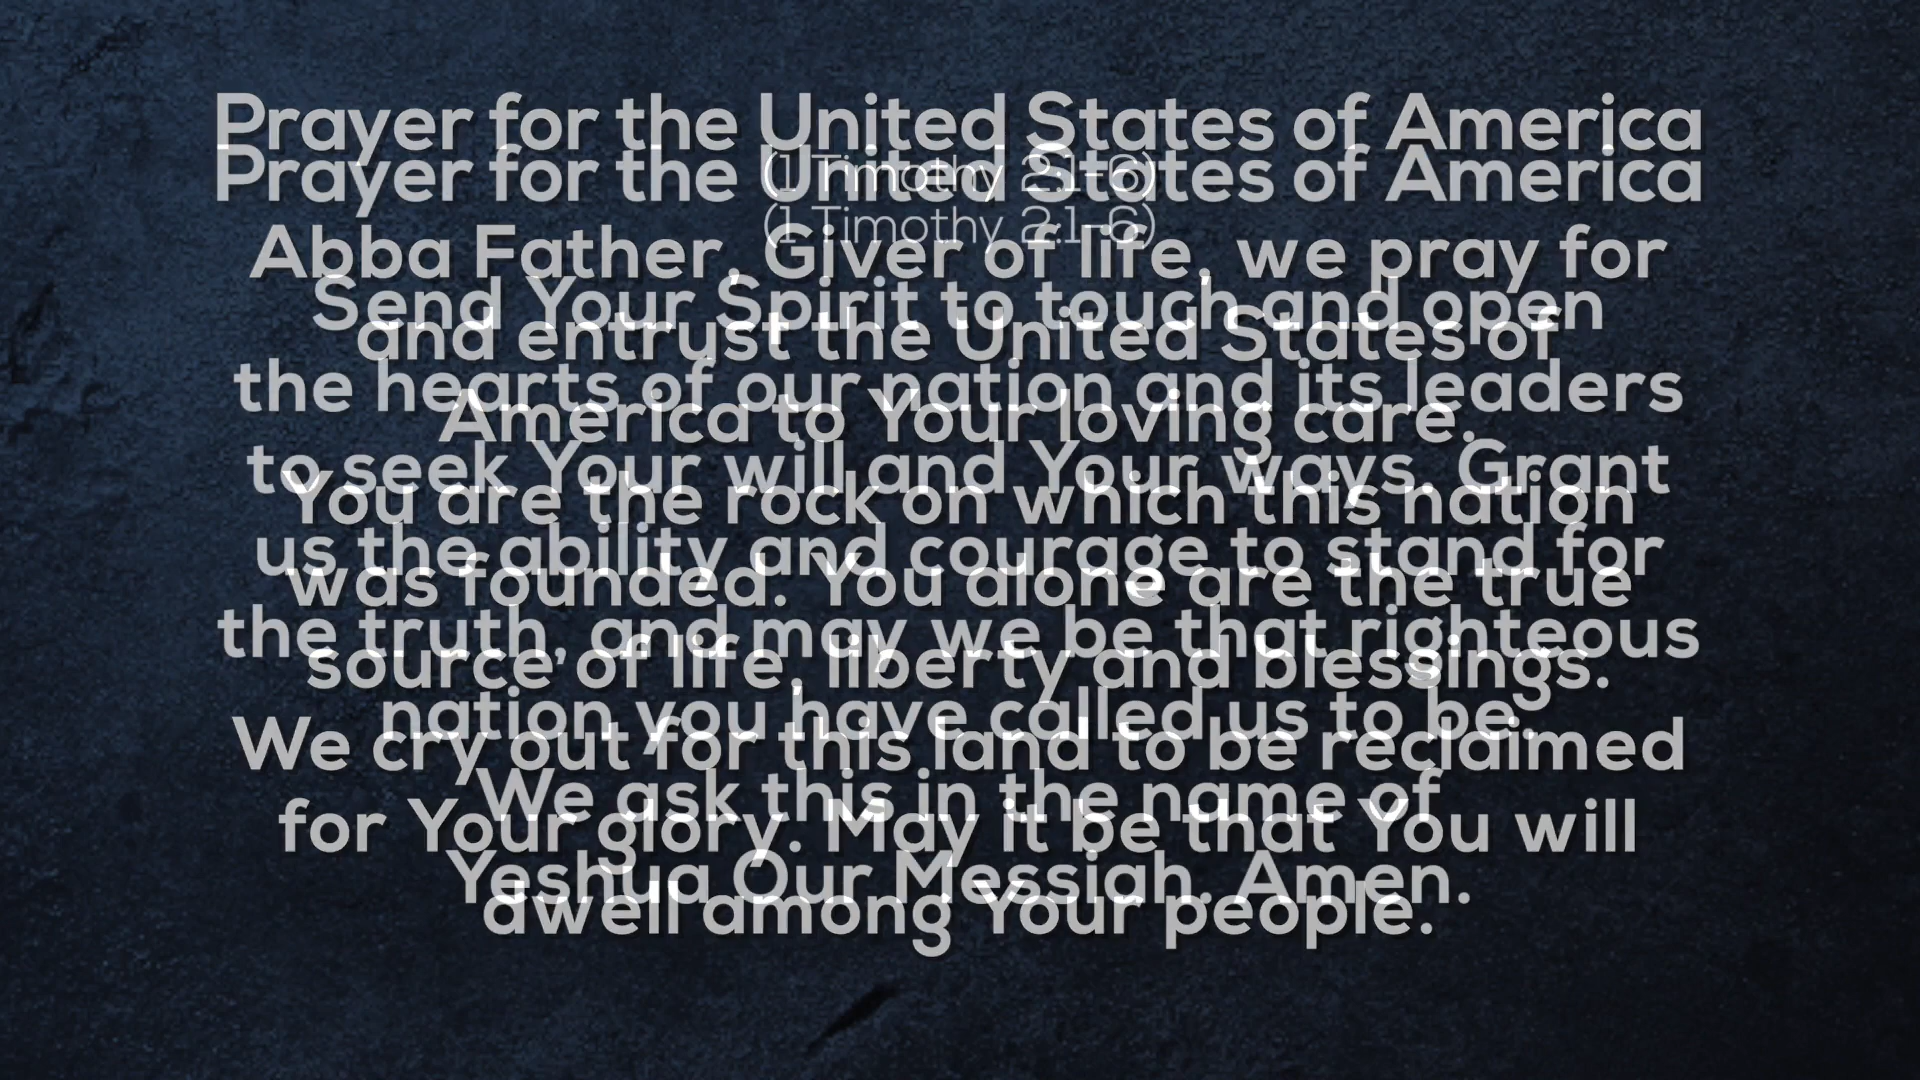 Prayer for the United States of America
(1 Timothy 2:1-6)
Abba Father, Giver of life, we pray for
and entrust the United States of
America to Your loving care.
You are the rock on which this nation
was founded. You alone are the true
source of life, liberty and blessings.
We cry out for this land to be reclaimed
for Your glory. May it be that You will
dwell among Your people.
Prayer for the United States of America
(1 Timothy 2:1-6)
Send Your Spirit to touch and open
the hearts of our nation and its leaders
to seek Your will and Your ways. Grant
us the ability and courage to stand for
the truth, and may we be that righteous
nation you have called us to be.
We ask this in the name of
Yeshua Our Messiah. Amen.